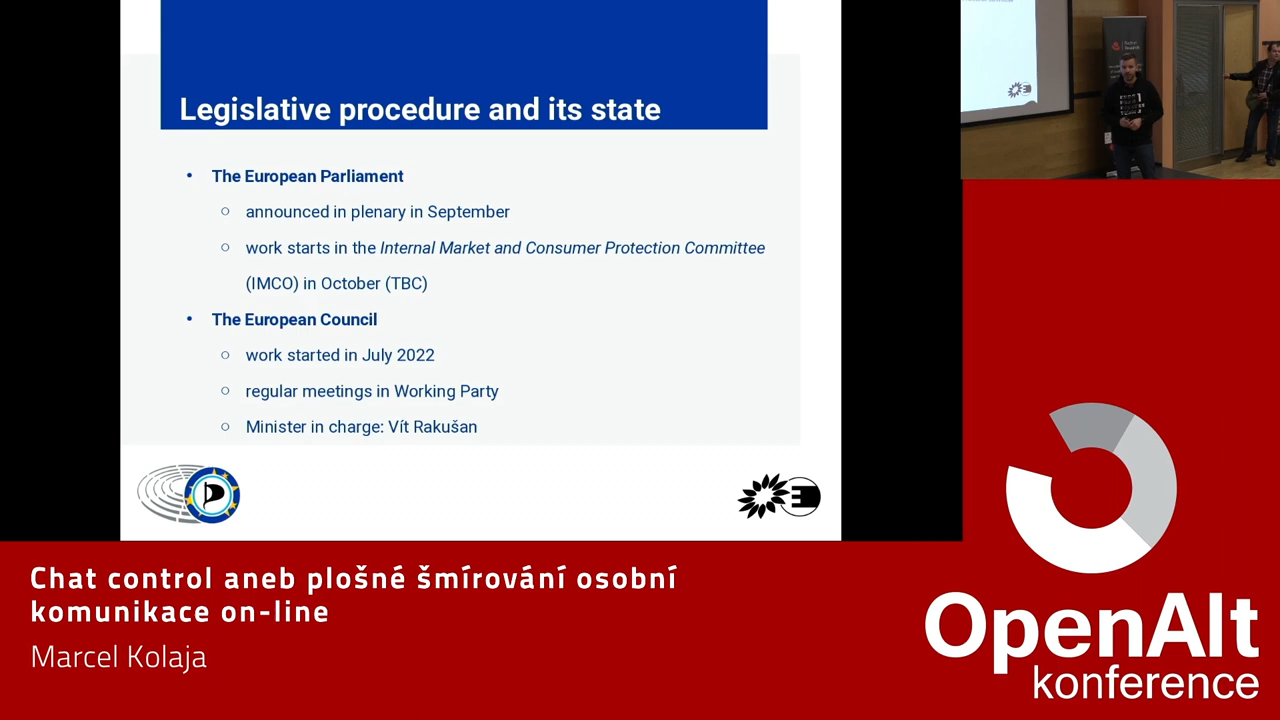 Legislative procedure and its state
• The European Parliament
○ announced in plenary in September
○ work starts in the Internal Market and Consumer Protection Committee
(IMCO) in October (TBC)
• The European Council
○ work started in July 2022
○ regular meetings in Working Party
○ Minister in charge: Vít Rakušan
Chat control aneb plošné šmírování osobní
komunikace on-line
Marcel Kolaja
OpenAlt
konference